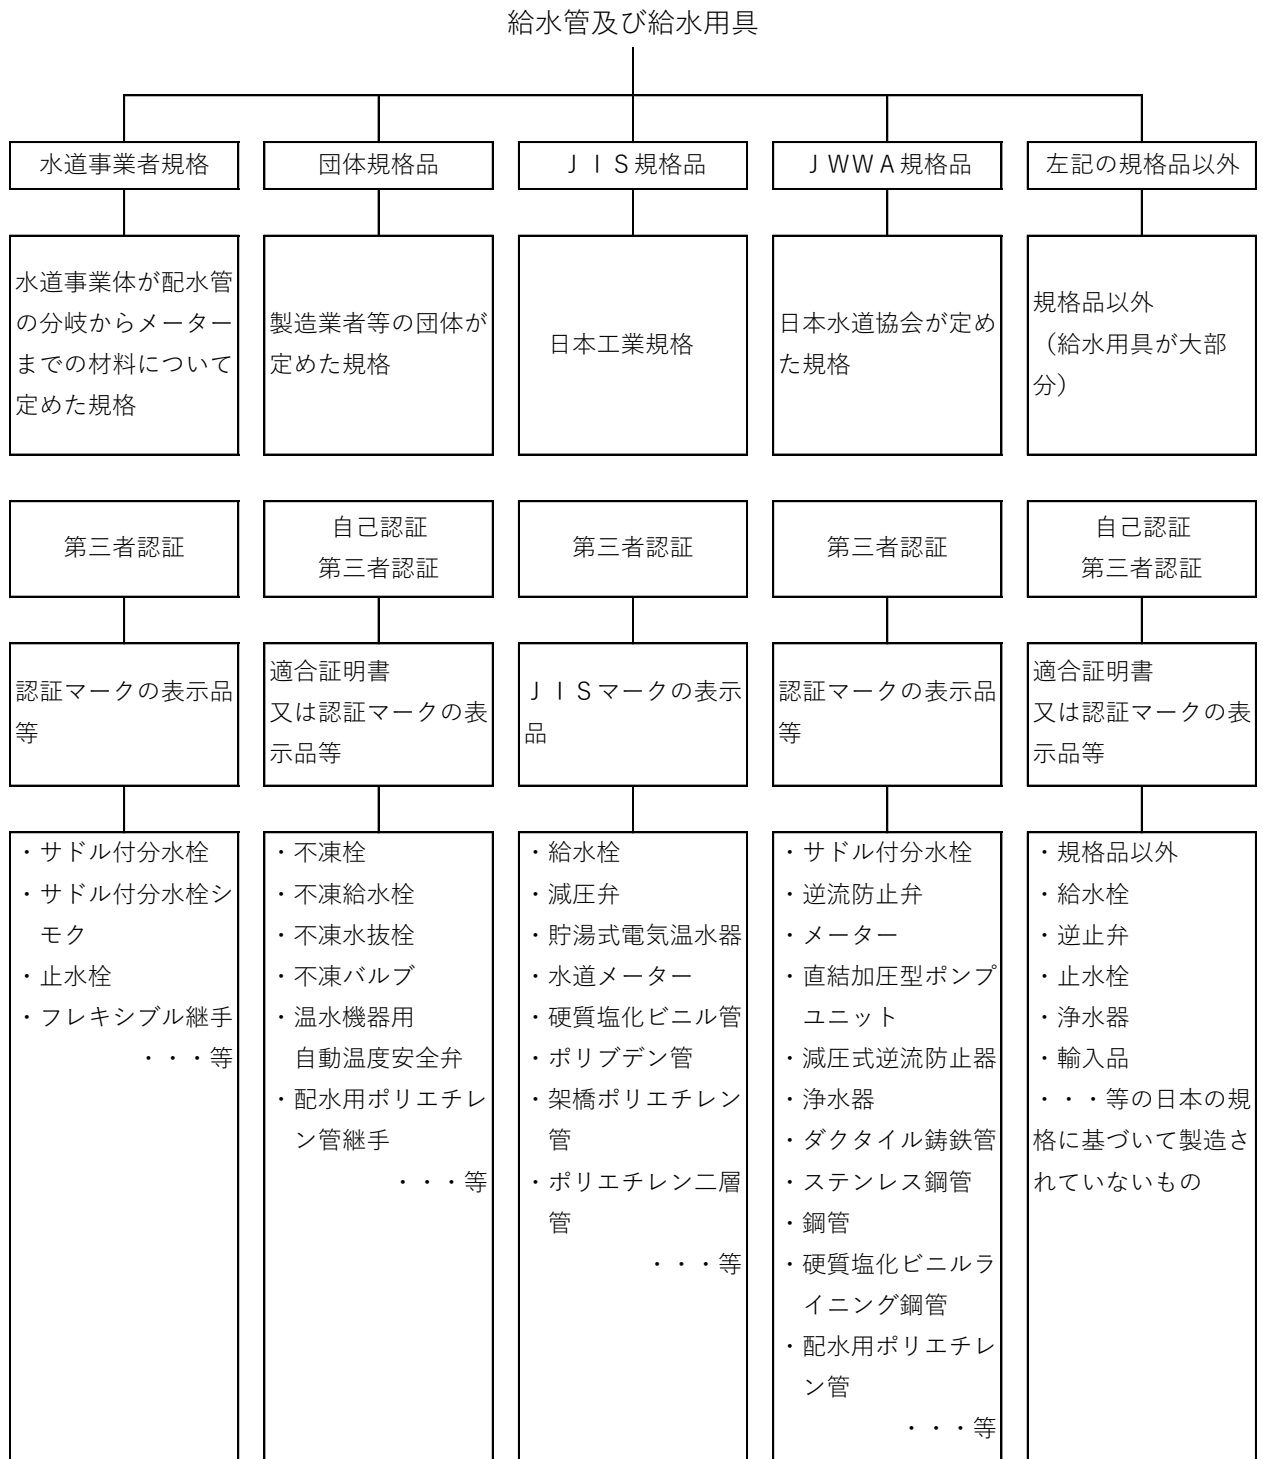 給水管及び給水用具
水道事業者規格
団体規格品
ＪＩＳ規格品
ＪＷＷＡ規格品
左記の規格品以外
水道事業体が配水管
の分岐からメーター
までの材料について
定めた規格
製造業者等の団体が
定めた規格
日本工業規格
日本水道協会が定め
た規格
規格品以外
（給水用具が大部
分）
第三者認証
自己認証
第三者認証
第三者認証
第三者認証
自己認証
第三者認証
認証マークの表示品
等
適合証明書
又は認証マークの表
示品等
ＪＩＳマークの表示
品
認証マークの表示品
等
適合証明書
又は認証マークの表
示品等
・サドル付分水栓
・サドル付分水栓シ
モク
・止水栓
・フレキシブル継手
・・・等
・不凍栓
・不凍給水栓
・不凍水抜栓
・不凍バルブ
・温水機器用
自動温度安全弁
・配水用ポリエチレ
ン管継手
・・・等
・給水栓
・減圧弁
・貯湯式電気温水器
・水道メーター
・硬質塩化ビニル管
・ポリブデン管
・架橋ポリエチレン
管
・ポリエチレン二層
管
・・・等
・サドル付分水栓
・逆流防止弁
・メーター
・直結加圧型ポンプ
ユニット
・減圧式逆流防止器
・浄水器
・ダクタイル鋳鉄管
・ステンレス鋼管
・鋼管
・硬質塩化ビニルラ
イニング鋼管
・配水用ポリエチレ
ン管
・・・等
・規格品以外
・給水栓
・逆止弁
・止水栓
・浄水器
・輸入品
・・・等の日本の規
格に基づいて製造さ
れていないもの